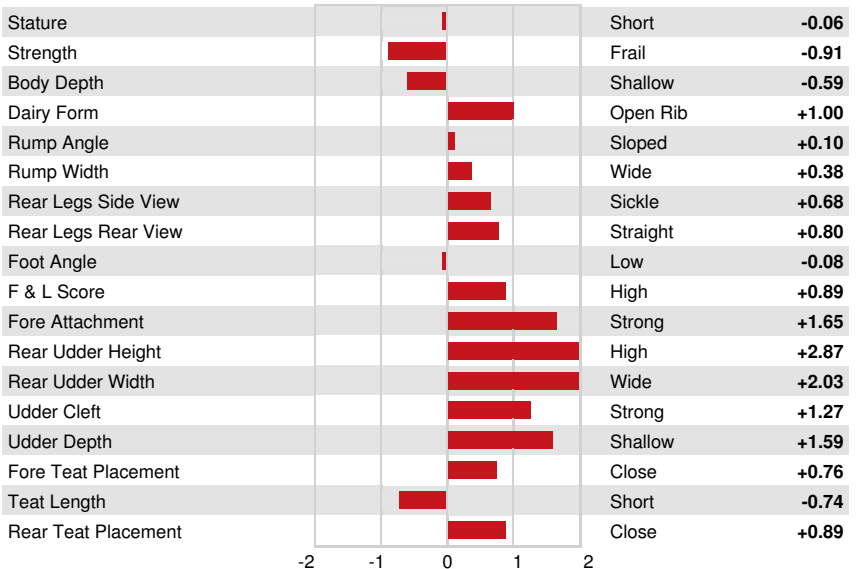 Stature Short -0.06
Strength Frail -0.91
Body Depth Shallow -0.59
Dairy Form Open Rib +1.00
Rump Angle Sloped +0.10
Rump Width Wide +0.38
Rear Legs Side View Sickle +0.68
Rear Legs Rear View Straight +0.80
Foot Angle Low -0.08
F & L Score High +0.89
Fore Attachment Strong +1.65
Rear Udder Height High +2.87
Rear Udder Width Wide +2.03
Udder Cleft Strong +1.27
Udder Depth Shallow +1.59
Fore Teat Placement Close +0.76
Teat Length Short -0.74
Rear Teat Placement Close +0.89
-2 -1 0 1 2